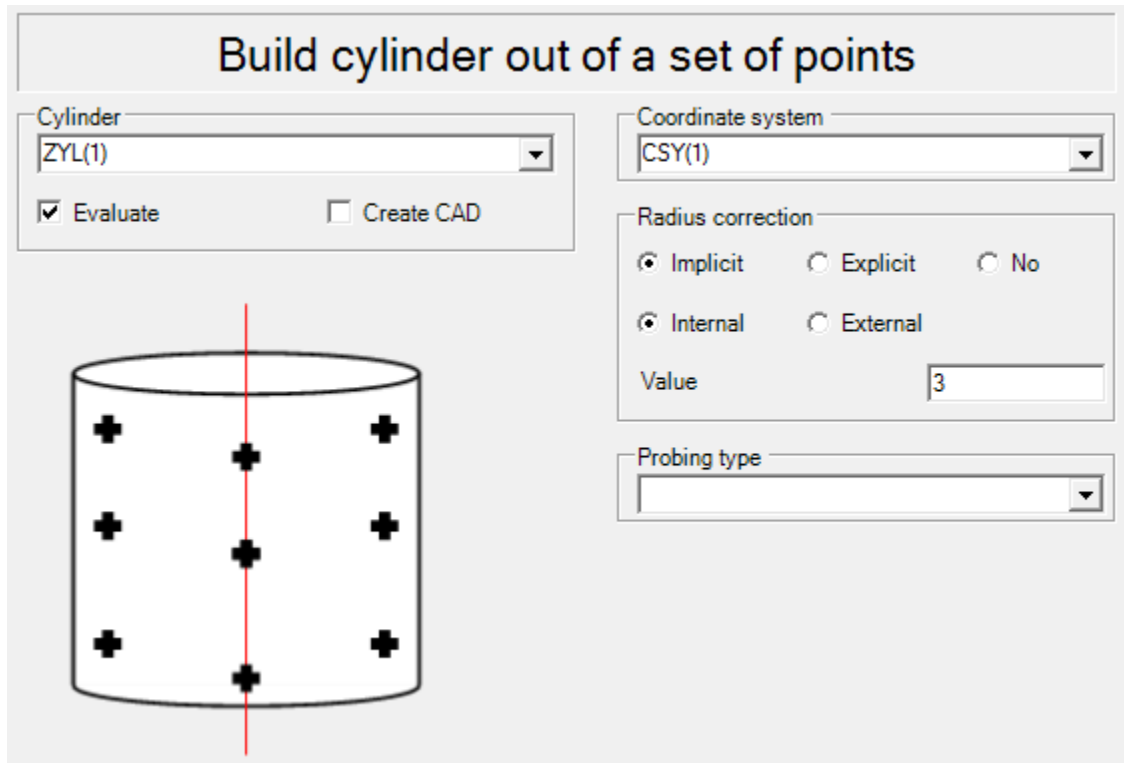 Build cylinder out of a set of points
Cylinder
ZYL(1)
Evaluate
Create CAD
Coordinate system
CSY(1)
Radius correction
Implicit
Explicit
No
Internal
External
Value
3
Probing type